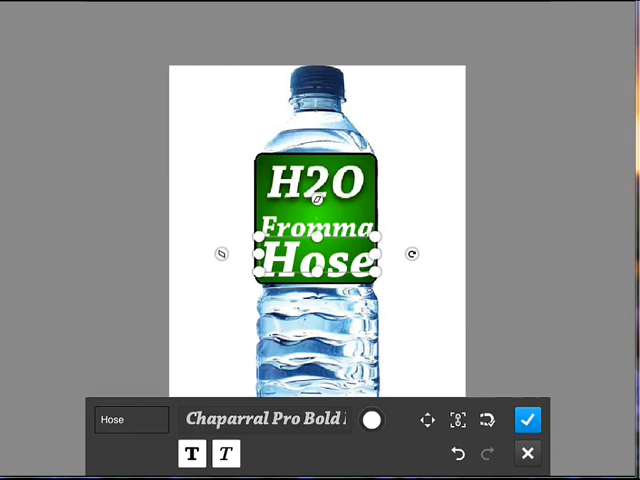 H2O
Fromma
Hose
Hose
Chaparral Pro Bold
T T